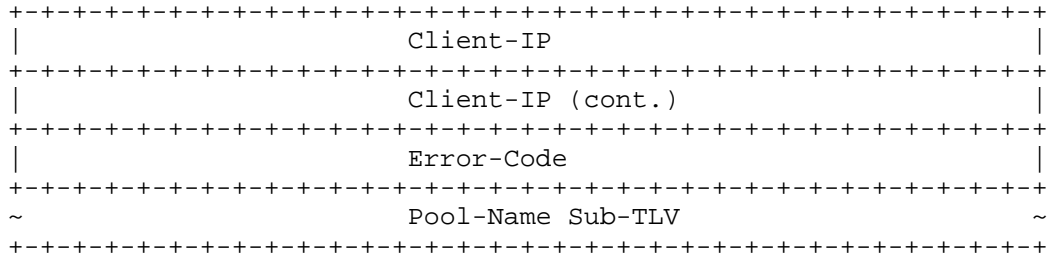 +-+-+-+-+-+-+-+-+-+-+-+-+-+-+-+-+-+-+-+-+-+-+-+-+-+-+-+-+-+-+-+-+
|                         Client-IP                             |
+-+-+-+-+-+-+-+-+-+-+-+-+-+-+-+-+-+-+-+-+-+-+-+-+-+-+-+-+-+-+-+-+
|                         Client-IP (cont.)                     |
+-+-+-+-+-+-+-+-+-+-+-+-+-+-+-+-+-+-+-+-+-+-+-+-+-+-+-+-+-+-+-+-+
|                         Error-Code                            |
+-+-+-+-+-+-+-+-+-+-+-+-+-+-+-+-+-+-+-+-+-+-+-+-+-+-+-+-+-+-+-+-+
~                         Pool-Name Sub-TLV                     ~
+-+-+-+-+-+-+-+-+-+-+-+-+-+-+-+-+-+-+-+-+-+-+-+-+-+-+-+-+-+-+-+-+